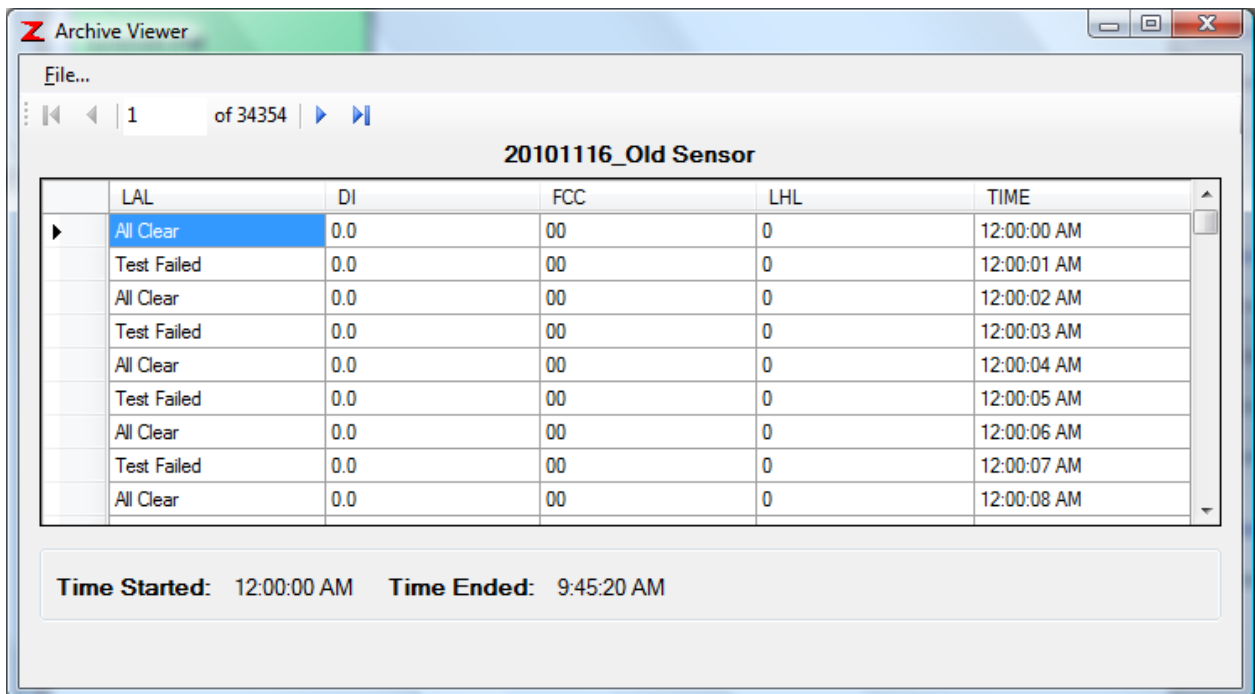 Z Archive Viewer
File...
1 of 34354
20101116_Old Sensor
LAL DI FCC LHL TIME
All Clear 0.0 00 0 12:00:00 AM
Test Failed 0.0 00 0 12:00:01 AM
All Clear 0.0 00 0 12:00:02 AM
Test Failed 0.0 00 0 12:00:03 AM
All Clear 0.0 00 0 12:00:04 AM
Test Failed 0.0 00 0 12:00:05 AM
All Clear 0.0 00 0 12:00:06 AM
Test Failed 0.0 00 0 12:00:07 AM
All Clear 0.0 00 0 12:00:08 AM
Time Started: 12:00:00 AM Time Ended: 9:45:20 AM